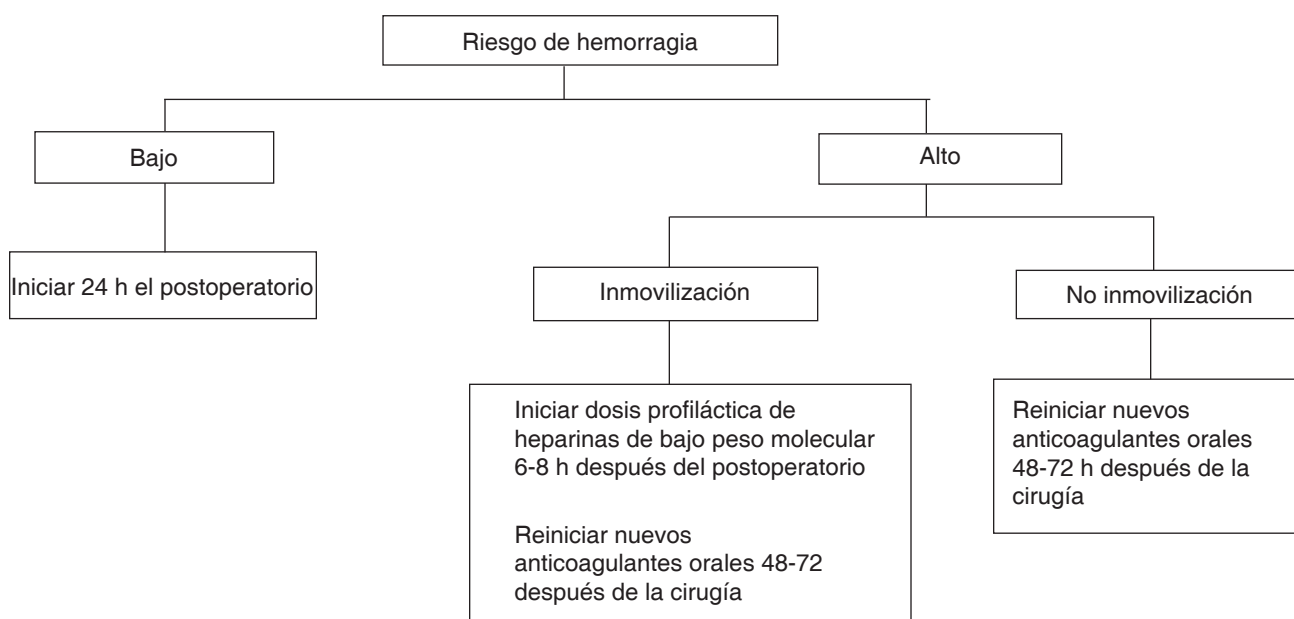 Riesgo de hemorragia
Bajo
Alto
Iniciar 24 h el postoperatorio
Inmovilización
No inmovilización
Iniciar dosis profiláctica de
heparinas de bajo peso molecular
6-8 h después del postoperatorio
Reiniciar nuevos
anticoagulantes orales 48-72
después de la cirugía
Reiniciar nuevos
anticoagulantes orales
48-72 h después de la
cirugía